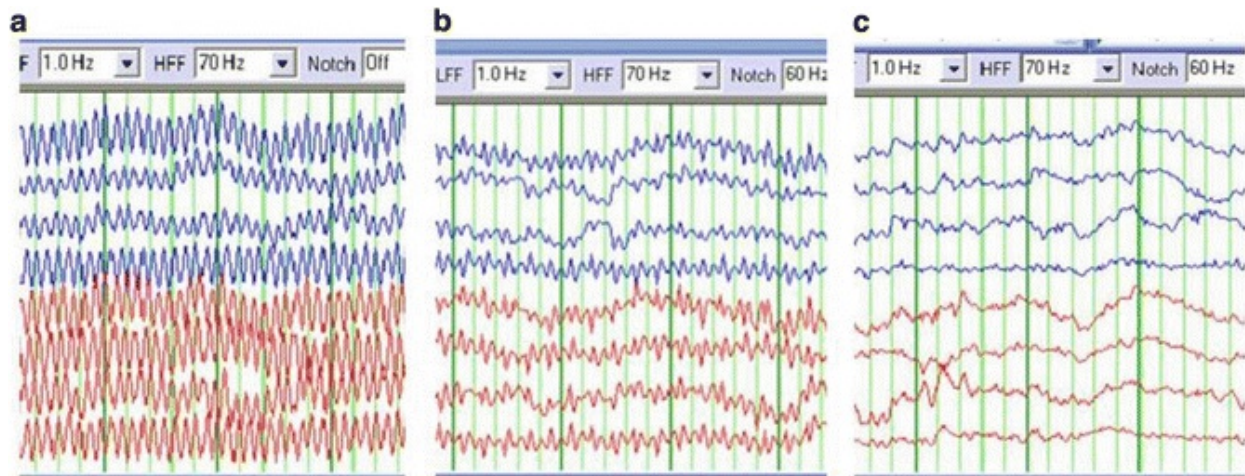 a
F 1.0 Hz HFF 70 Hz Notch Off
b
LFF 1.0 Hz HFF 70 Hz Notch 60 Hz
c
1.0 Hz HFF 70 Hz Notch 60 Hz